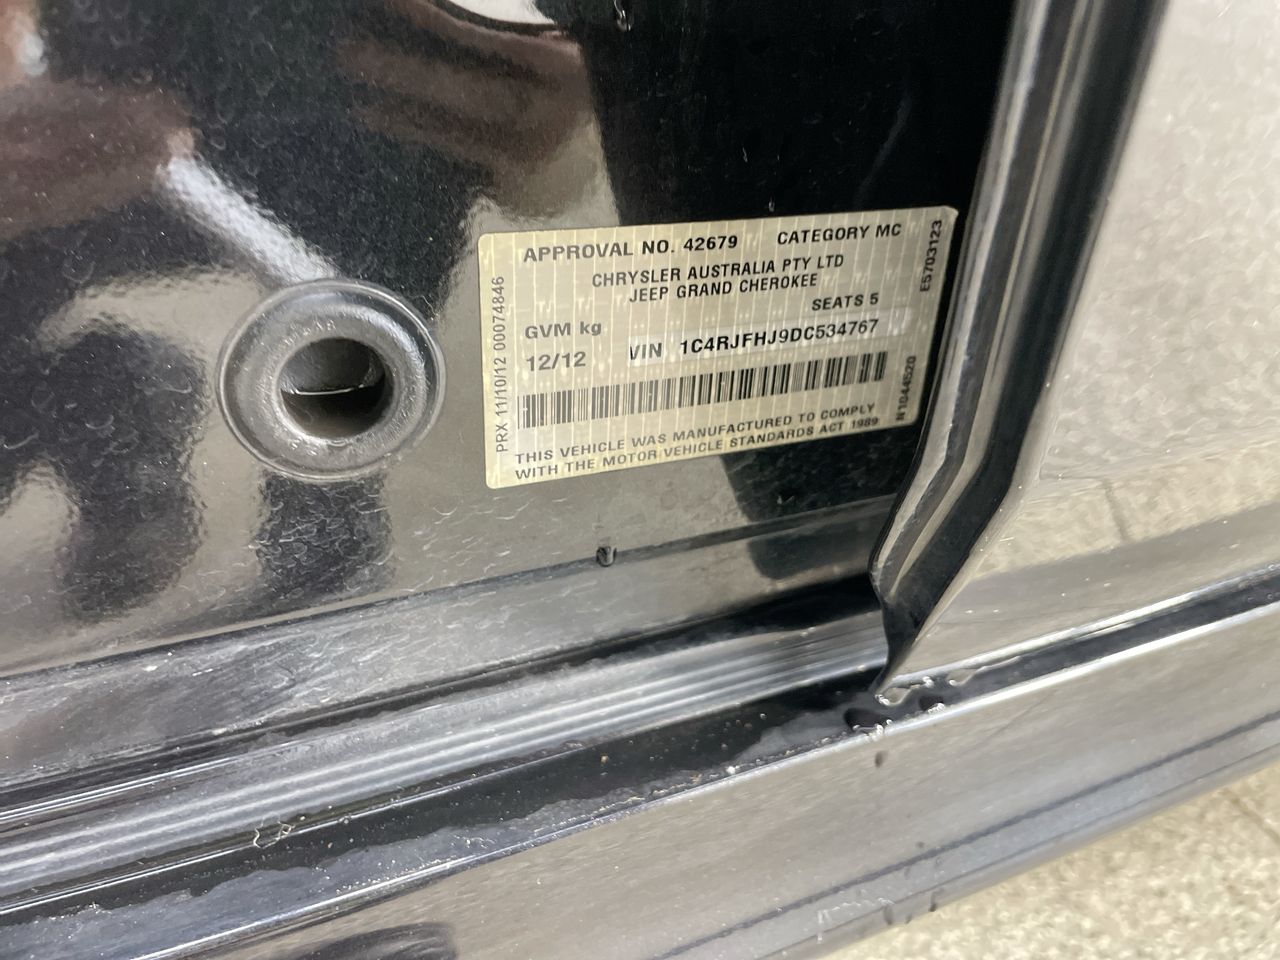 APPROVAL NO. 42679 CATEGORY MC
CHRYSLER AUSTRALIA PTY LTD
JEEP GRAND CHEROKEE
SEATS 5
GVM kg
12/12 VIN 1C4RJFHJ9DC534767
THIS VEHICLE WAS MANUFACTURED TO COMPLY
WITH THE MOTOR VEHICLE STANDARDS ACT 1989
PRX 11/10/12 00074846
E5703123
N1044520